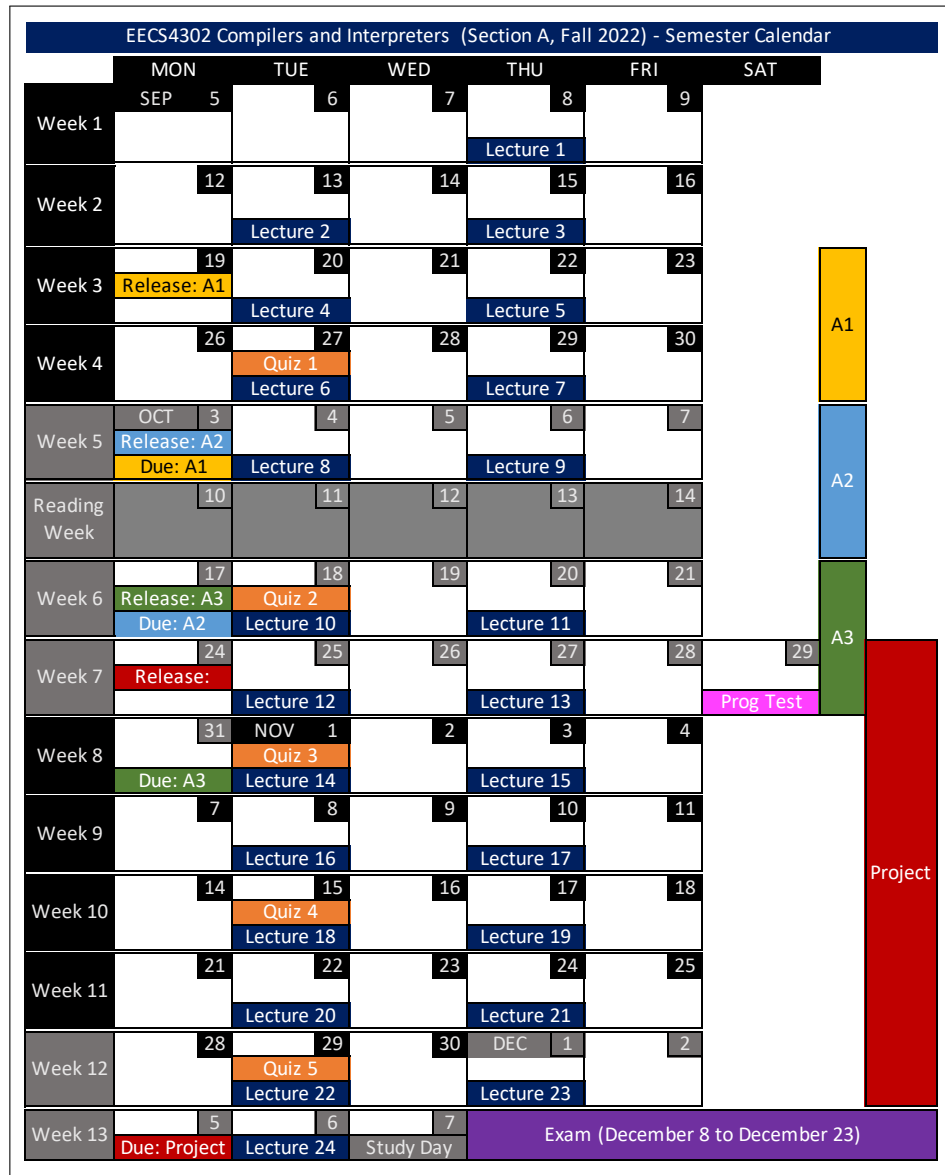 EECS4302 Compilers and Interpreters (Section A, Fall 2022) - Semester Calendar
MON TUE WED THU FRI SAT
Week 1
SEP 5 6 7 8 9
Lecture 1
Week 2
12 13 14 15 16
Lecture 2 Lecture 3
Week 3
19 20 21 22 23
Release: A1
Lecture 4 Lecture 5
A1
Week 4
26 27 28 29 30
Quiz 1
Lecture 6 Lecture 7
Week 5
OCT 3 4 5 6 7
Release: A2
Due: A1 Lecture 8 Lecture 9
A2
Reading
Week
10 11 12 13 14
Week 6
17 18 19 20 21
Release: A3 Quiz 2
Due: A2 Lecture 10 Lecture 11
A3
Week 7
24 25 26 27 28 29
Release:
Lecture 12 Lecture 13 Prog Test
Week 8
31 NOV 1 2 3 4
Quiz 3
Due: A3 Lecture 14 Lecture 15
Week 9
7 8 9 10 11
Lecture 16 Lecture 17
Project
Week 10
14 15 16 17 18
Quiz 4
Lecture 18 Lecture 19
Week 11
21 22 23 24 25
Lecture 20 Lecture 21
Week 12
28 29 30 DEC 1 2
Quiz 5
Lecture 22 Lecture 23
Week 13
5 6 7
Due: Project Lecture 24 Study Day
Exam (December 8 to December 23)